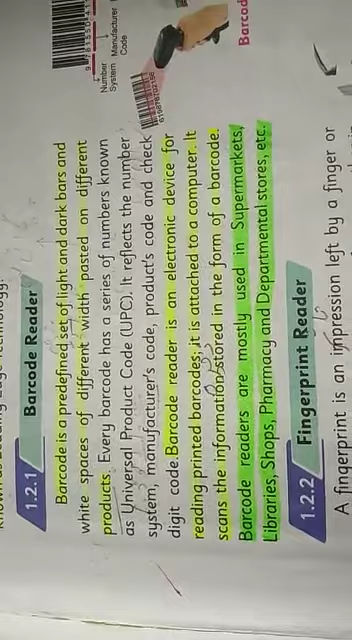 1.2.1 Barcode Reader
Barcode is a predefined set of light and dark bars and
white spaces of different width pasted on different
products. Every barcode has a series of numbers known
as Universal Product Code (UPC). It reflects the number
system, manufacturer's code, product's code and check
digit code.Barcode reader is an electronic device for
reading printed barcodes; it is attached to a computer. It
scans the information stored in the form of a barcode.
Barcode readers are mostly used in Supermarkets,
Libraries, Shops, Pharmacy and Departmental stores, etc.
Number
System
Manufacturer
Code
Barcod
1.2.2 Fingerprint Reader
A fingerprint is an impression left by a finger or